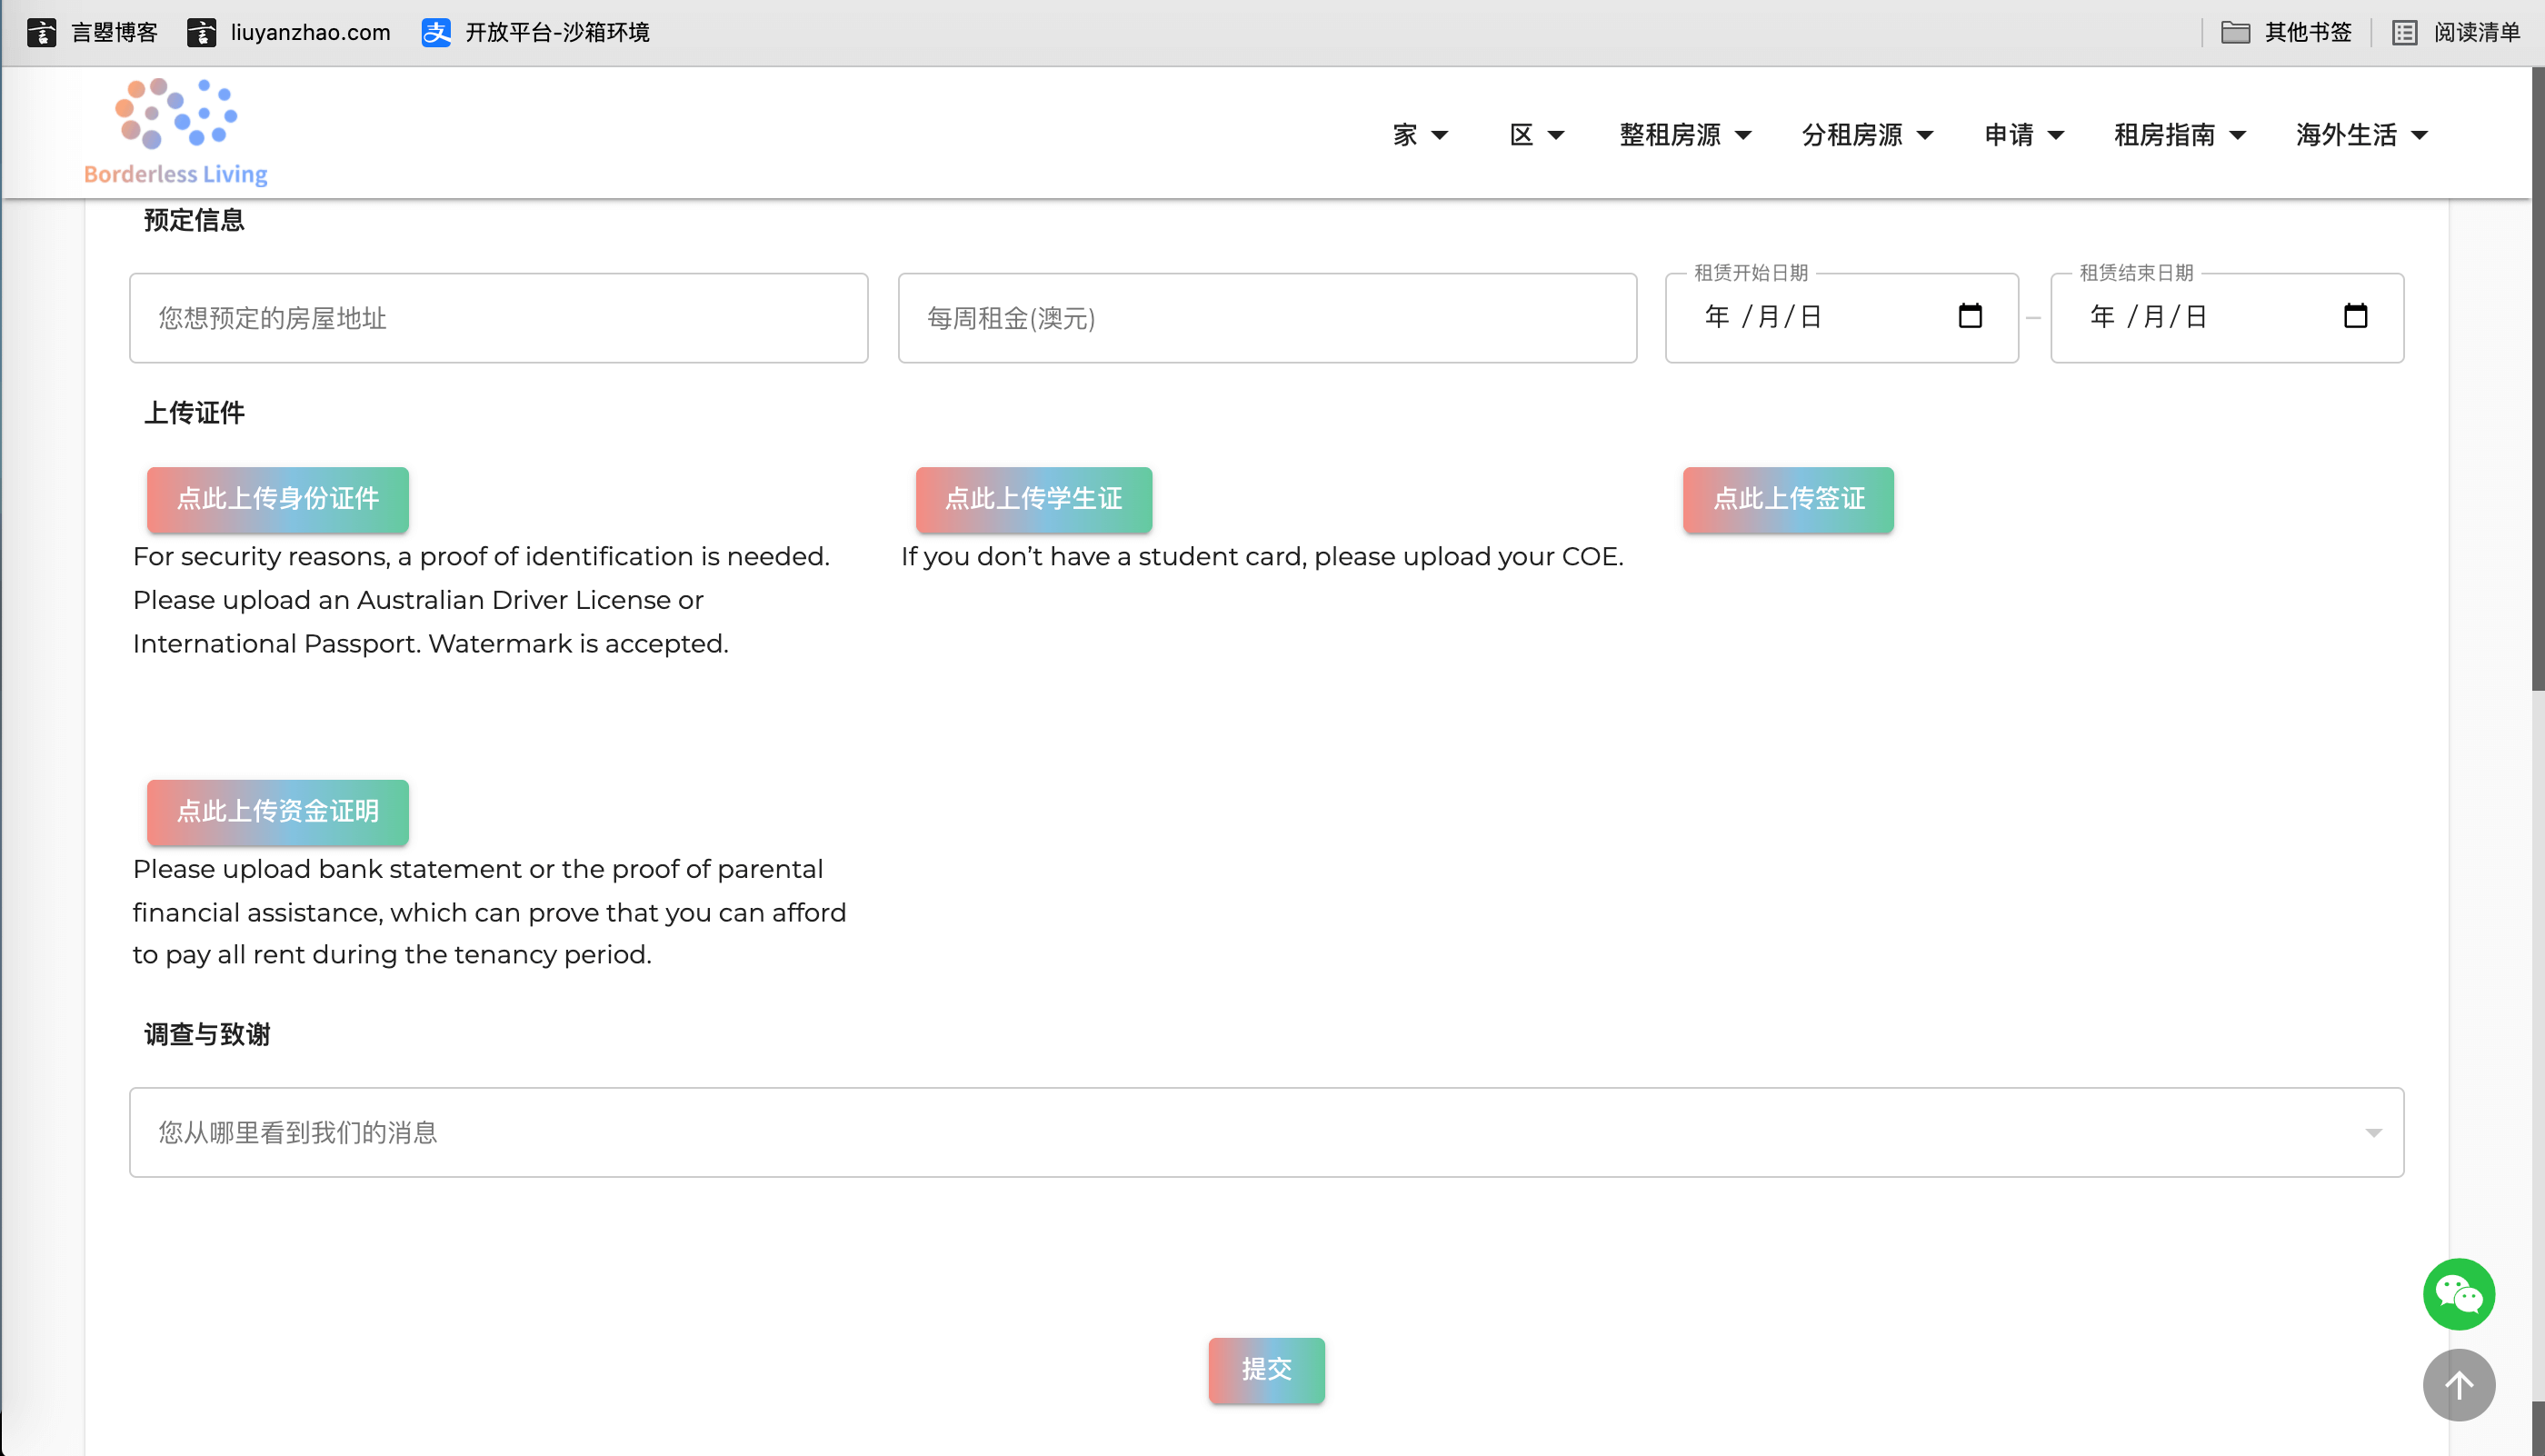 言曌博客 liuyanzhao.com 支 开放平台-沙箱环境 其他书签 阅读清单
Borderless Living
家 区 整租房源 分租房源 申请 租房指南 海外生活
预定信息
租赁开始日期 租赁结束日期
您想预定的房屋地址 每周租金(澳元) 年 /月/日 – 年 /月/日
上传证件
点此上传身份证件 点此上传学生证 点此上传签证
For security reasons, a proof of identification is needed.
Please upload an Australian Driver License or
International Passport. Watermark is accepted.
If you don’t have a student card, please upload your COE.
点此上传资金证明
Please upload bank statement or the proof of parental
financial assistance, which can prove that you can afford
to pay all rent during the tenancy period.
调查与致谢
您从哪里看到我们的消息
提交